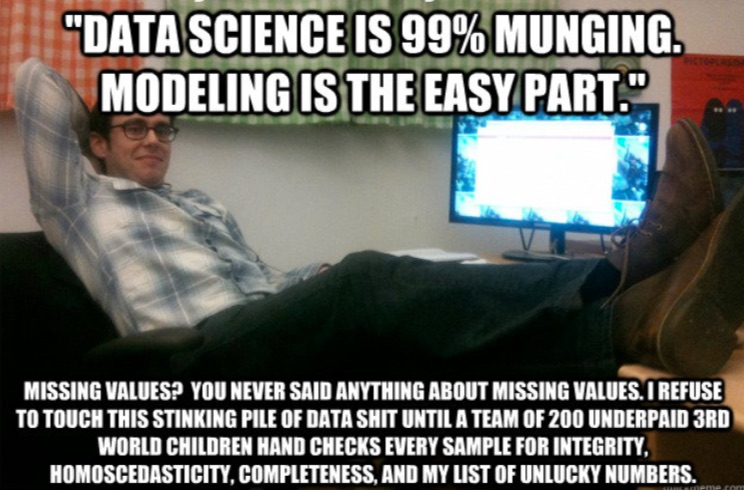 "DATA SCIENCE IS 99% MUNGING.
MODELING IS THE EASY PART."
MISSING VALUES? YOU NEVER SAID ANYTHING ABOUT MISSING VALUES. I REFUSE
TO TOUCH THIS STINKING PILE OF DATA SHIT UNTIL A TEAM OF 200 UNDERPAID 3RD
WORLD CHILDREN HAND CHECKS EVERY SAMPLE FOR INTEGRITY,
HOMOSCEDASTICITY, COMPLETENESS, AND MY LIST OF UNLUCKY NUMBERS.